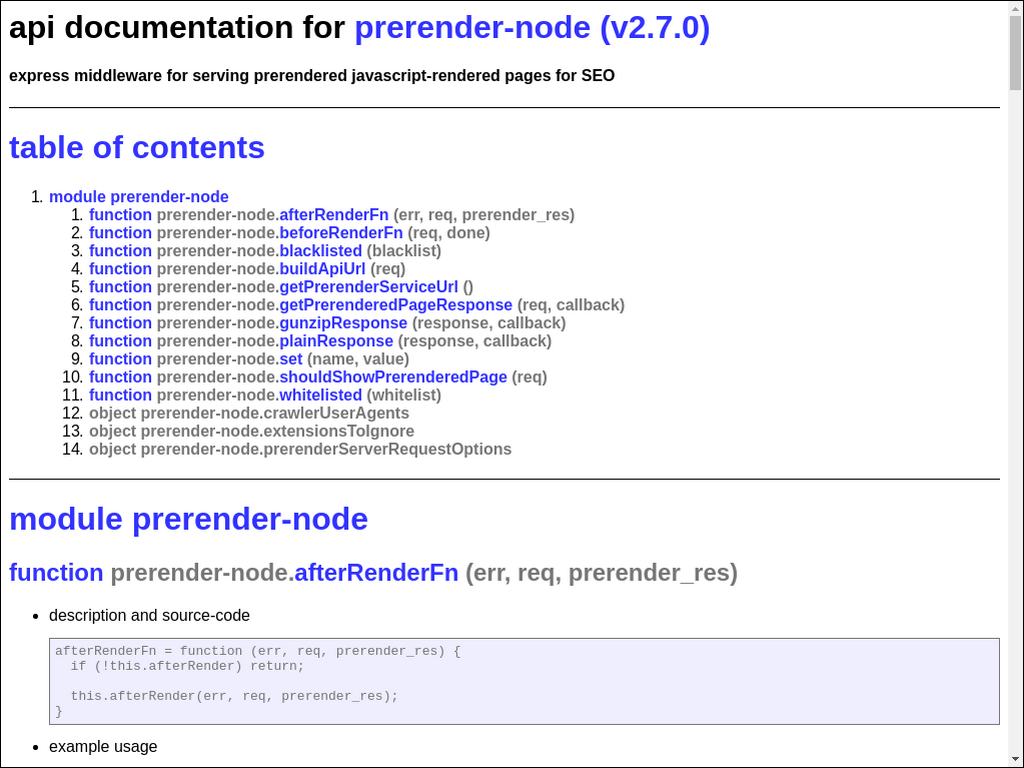 api documentation for prerender-node (v2.7.0)
express middleware for serving prerendered javascript-rendered pages for SEO
table of contents
1. module prerender-node
1. function prerender-node.afterRenderFn (err, req, prerender_res)
2. function prerender-node.beforeRenderFn (req, done)
3. function prerender-node.blacklisted (blacklist)
4. function prerender-node.buildApiUrl (req)
5. function prerender-node.getPrerenderServiceUrl ()
6. function prerender-node.getPrerenderedPageResponse (req, callback)
7. function prerender-node.gunzipResponse (response, callback)
8. function prerender-node.plainResponse (response, callback)
9. function prerender-node.set (name, value)
10. function prerender-node.shouldShowPrerenderedPage (req)
11. function prerender-node.whitelisted (whitelist)
12. object prerender-node.crawlerUserAgents
13. object prerender-node.extensionsToIgnore
14. object prerender-node.prerenderServerRequestOptions
module prerender-node
function prerender-node.afterRenderFn (err, req, prerender_res)
• description and source-code
afterRenderFn = function (err, req, prerender_res) {
  if (!this.afterRender) return;
  this.afterRender(err, req, prerender_res);
}
• example usage